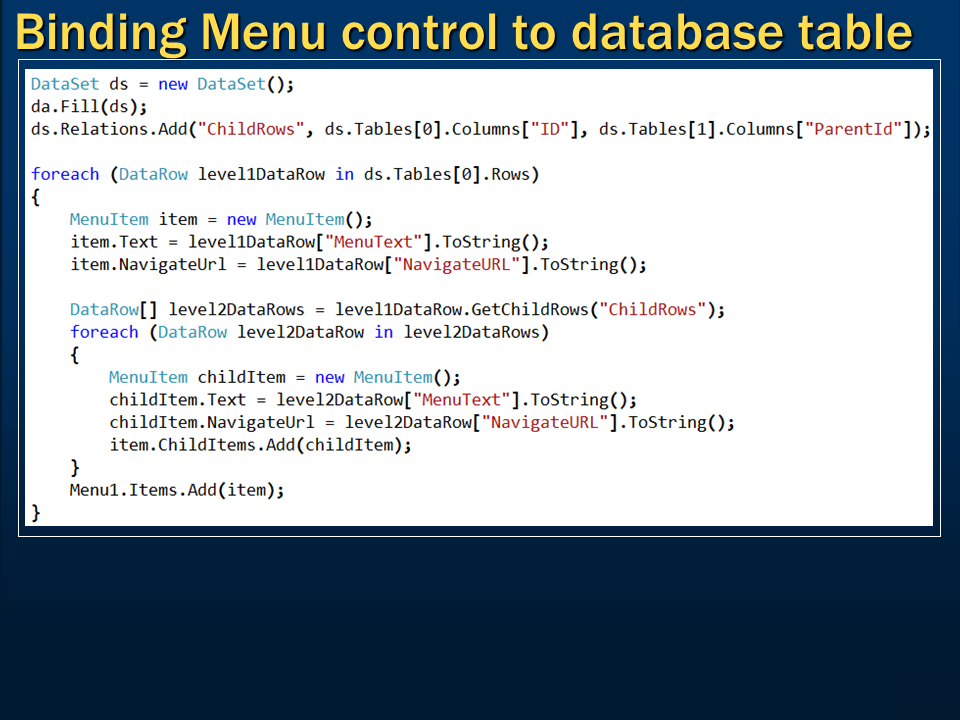 Binding Menu control to database table
DataSet ds = new DataSet();
da.Fill(ds);
ds.Relations.Add("ChildRows", ds.Tables[0].Columns["ID"], ds.Tables[1].Columns["ParentId"]);

foreach (DataRow level1DataRow in ds.Tables[0].Rows)
{
    MenuItem item = new MenuItem();
    item.Text = level1DataRow["MenuText"].ToString();
    item.NavigateUrl = level1DataRow["NavigateURL"].ToString();

    DataRow[] level2DataRows = level1DataRow.GetChildRows("ChildRows");
    foreach (DataRow level2DataRow in level2DataRows)
    {
        MenuItem childItem = new MenuItem();
        childItem.Text = level2DataRow["MenuText"].ToString();
        childItem.NavigateUrl = level2DataRow["NavigateURL"].ToString();
        item.ChildItems.Add(childItem);
    }
    Menu1.Items.Add(item);
}